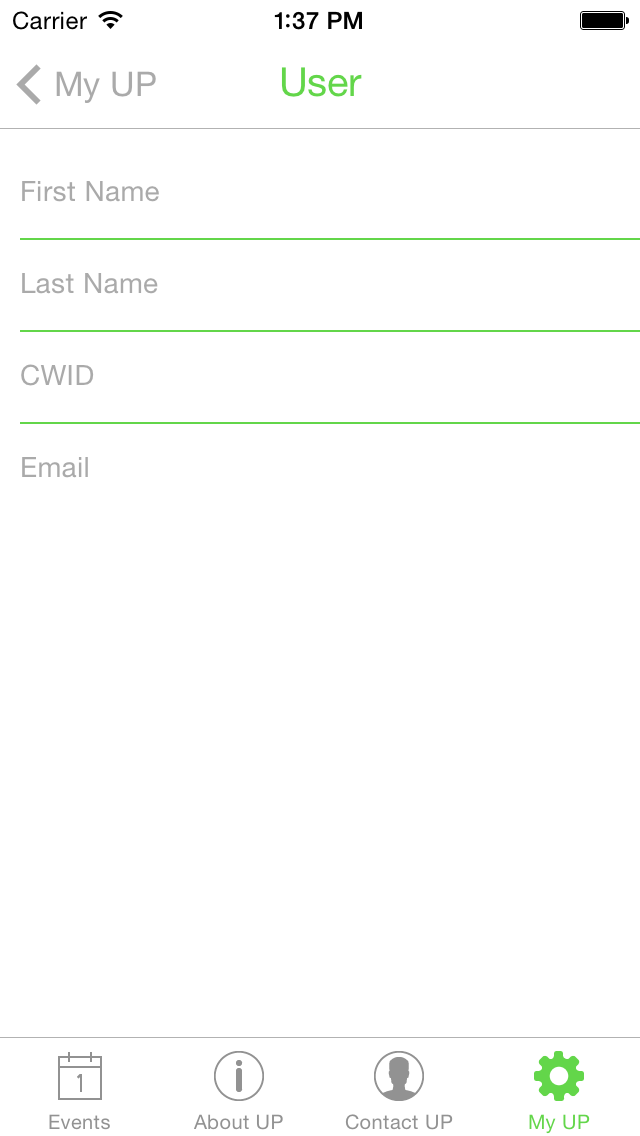 Carrier 1:37 PM
My UP User
First Name
Last Name
CWID
Email
1
Events About UP Contact UP My UP